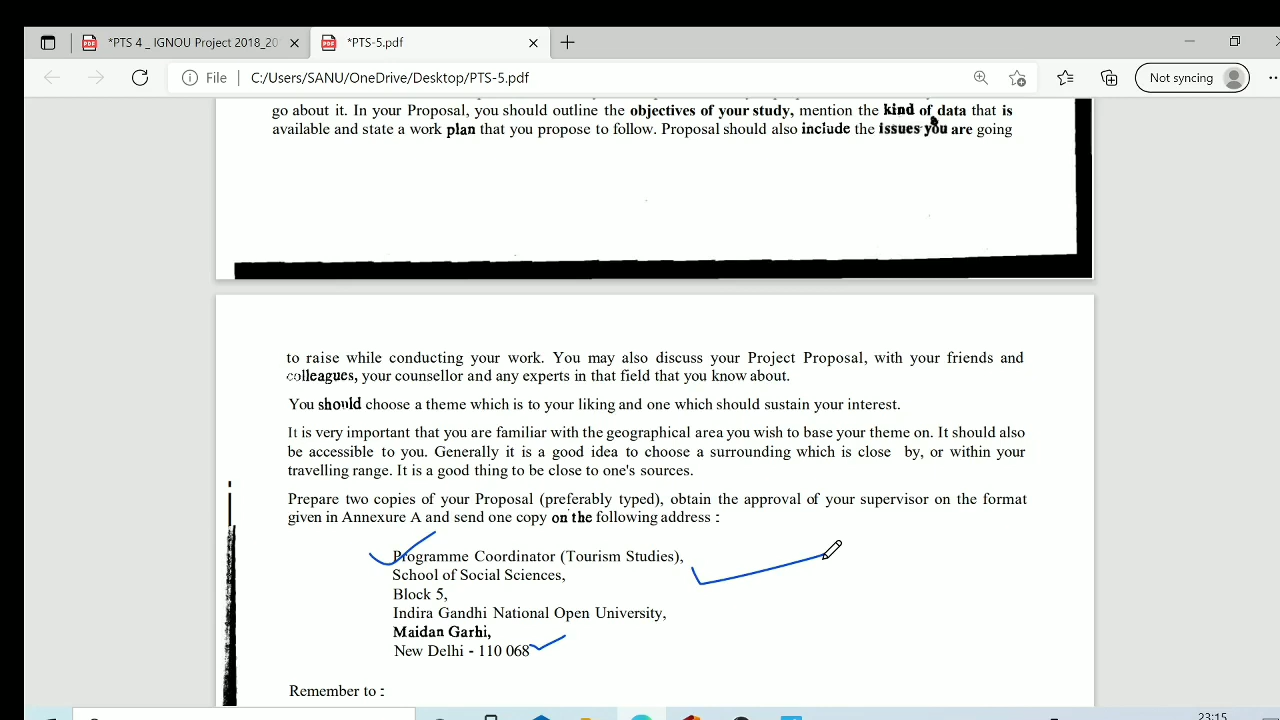 *PTS 4 _ IGNOU Project 2018_20
*PTS-5.pdf
File C:/Users/SANU/OneDrive/Desktop/PTS-5.pdf
Not syncing
go about it. In your Proposal, you should outline the objectives of your study, mention the kind of data that is
available and state a work plan that you propose to follow. Proposal should also include the issues you are going
to raise while conducting your work. You may also discuss your Project Proposal, with your friends and
colleagues, your counsellor and any experts in that field that you know about.
You should choose a theme which is to your liking and one which should sustain your interest.
It is very important that you are familiar with the geographical area you wish to base your theme on. It should also
be accessible to you. Generally it is a good idea to choose a surrounding which is close by, or within your
travelling range. It is a good thing to be close to one's sources.
Prepare two copies of your Proposal (preferably typed), obtain the approval of your supervisor on the format
given in Annexure A and send one copy on the following address :
Programme Coordinator (Tourism Studies),
School of Social Sciences,
Block 5,
Indira Gandhi National Open University,
Maidan Garhi,
New Delhi - 110 068
Remember to :
23:15